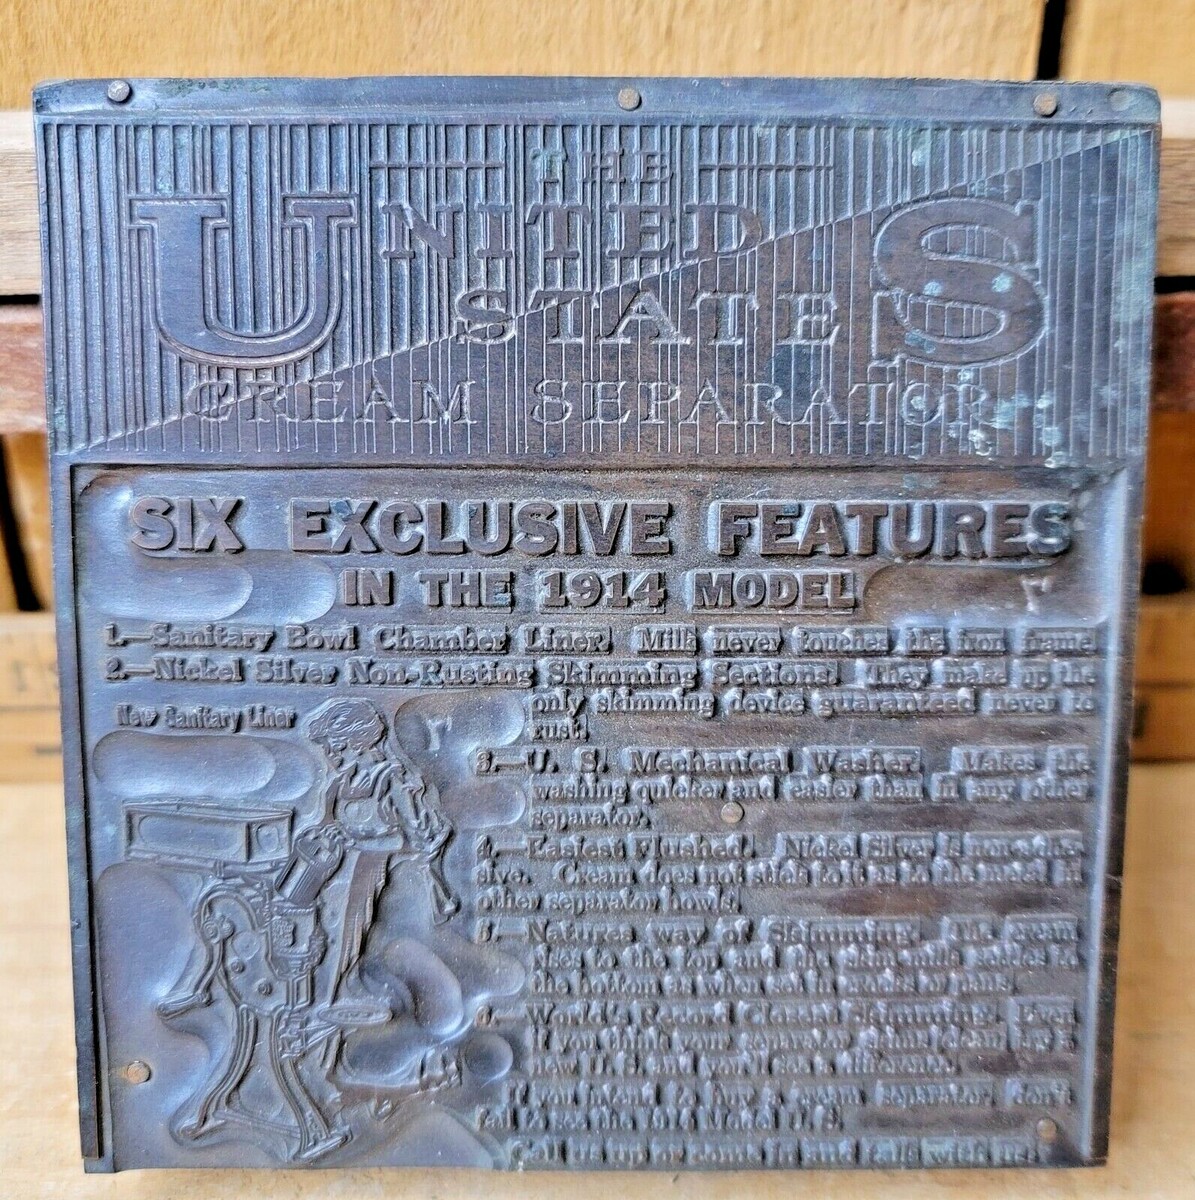 THE
UNITED
STATES
CREAM SEPARATOR
SIX EXCLUSIVE FEATURES
IN THE 1914 MODEL
1.—Sanitary Bowl Chamber Liner. Milk never touches the iron frame
2.—Nickel Silver Non-Rusting Skimming Sections. They make up the
only skimming device guaranteed never to
rust.
New Sanitary Liner
3.—U. S. Mechanical Washer. Makes the
washing quicker and easier than in any other
separator.
4.—Easiest Flushed. Nickel Silver is
Cream does not stick to it as to the metal in
other separator bowls.
5.—Natures way of Skimming. The cream
rises to the top and the skim milk settles to
the bottom as when set in crocks or pans.
6.—World's Record Closest skimming. Even
if you think your separator skims clean try a
new U. S. and you'll see a difference.
If you intend to buy a cream separator don't
fail to see the Model U. S.
Call us up or come in and talk with us.